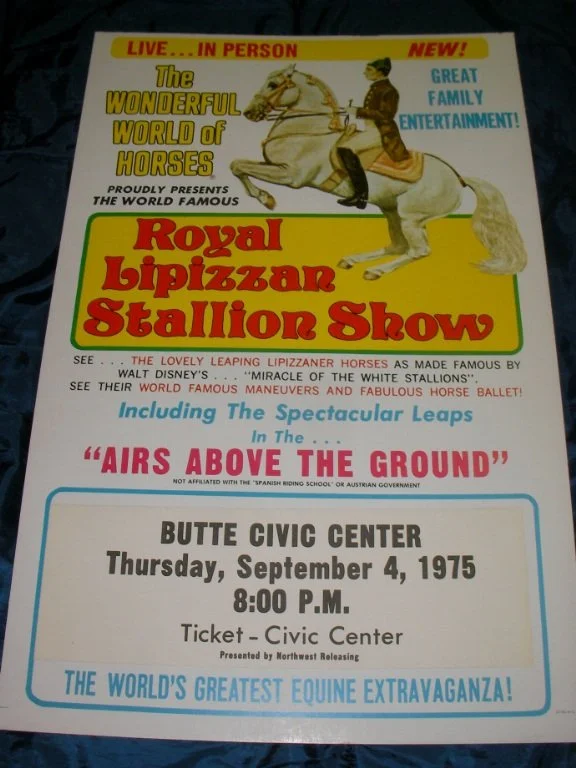 LIVE...IN PERSON
NEW!
The
WONDERFUL
WORLD of
HORSES
GREAT
FAMILY
ENTERTAINMENT!
PROUDLY PRESENTS
THE WORLD FAMOUS
Royal
Lipizzan
Stallion Show
SEE . . . THE LOVELY LEAPING LIPIZZANER HORSES AS MADE FAMOUS BY
WALT DISNEY'S . . . "MIRACLE OF THE WHITE STALLIONS".
SEE THEIR WORLD FAMOUS MANEUVERS AND FABULOUS HORSE BALLET!
Including The Spectacular Leaps
In The . . .
"AIRS ABOVE THE GROUND"
NOT AFFILIATED WITH THE "SPANISH RIDING SCHOOL" OR AUSTRIAN GOVERNMENT
BUTTE CIVIC CENTER
Thursday, September 4, 1975
8:00 P.M.
Ticket - Civic Center
Presented by Northwest Releasing
THE WORLD'S GREATEST EQUINE EXTRAVAGANZA!